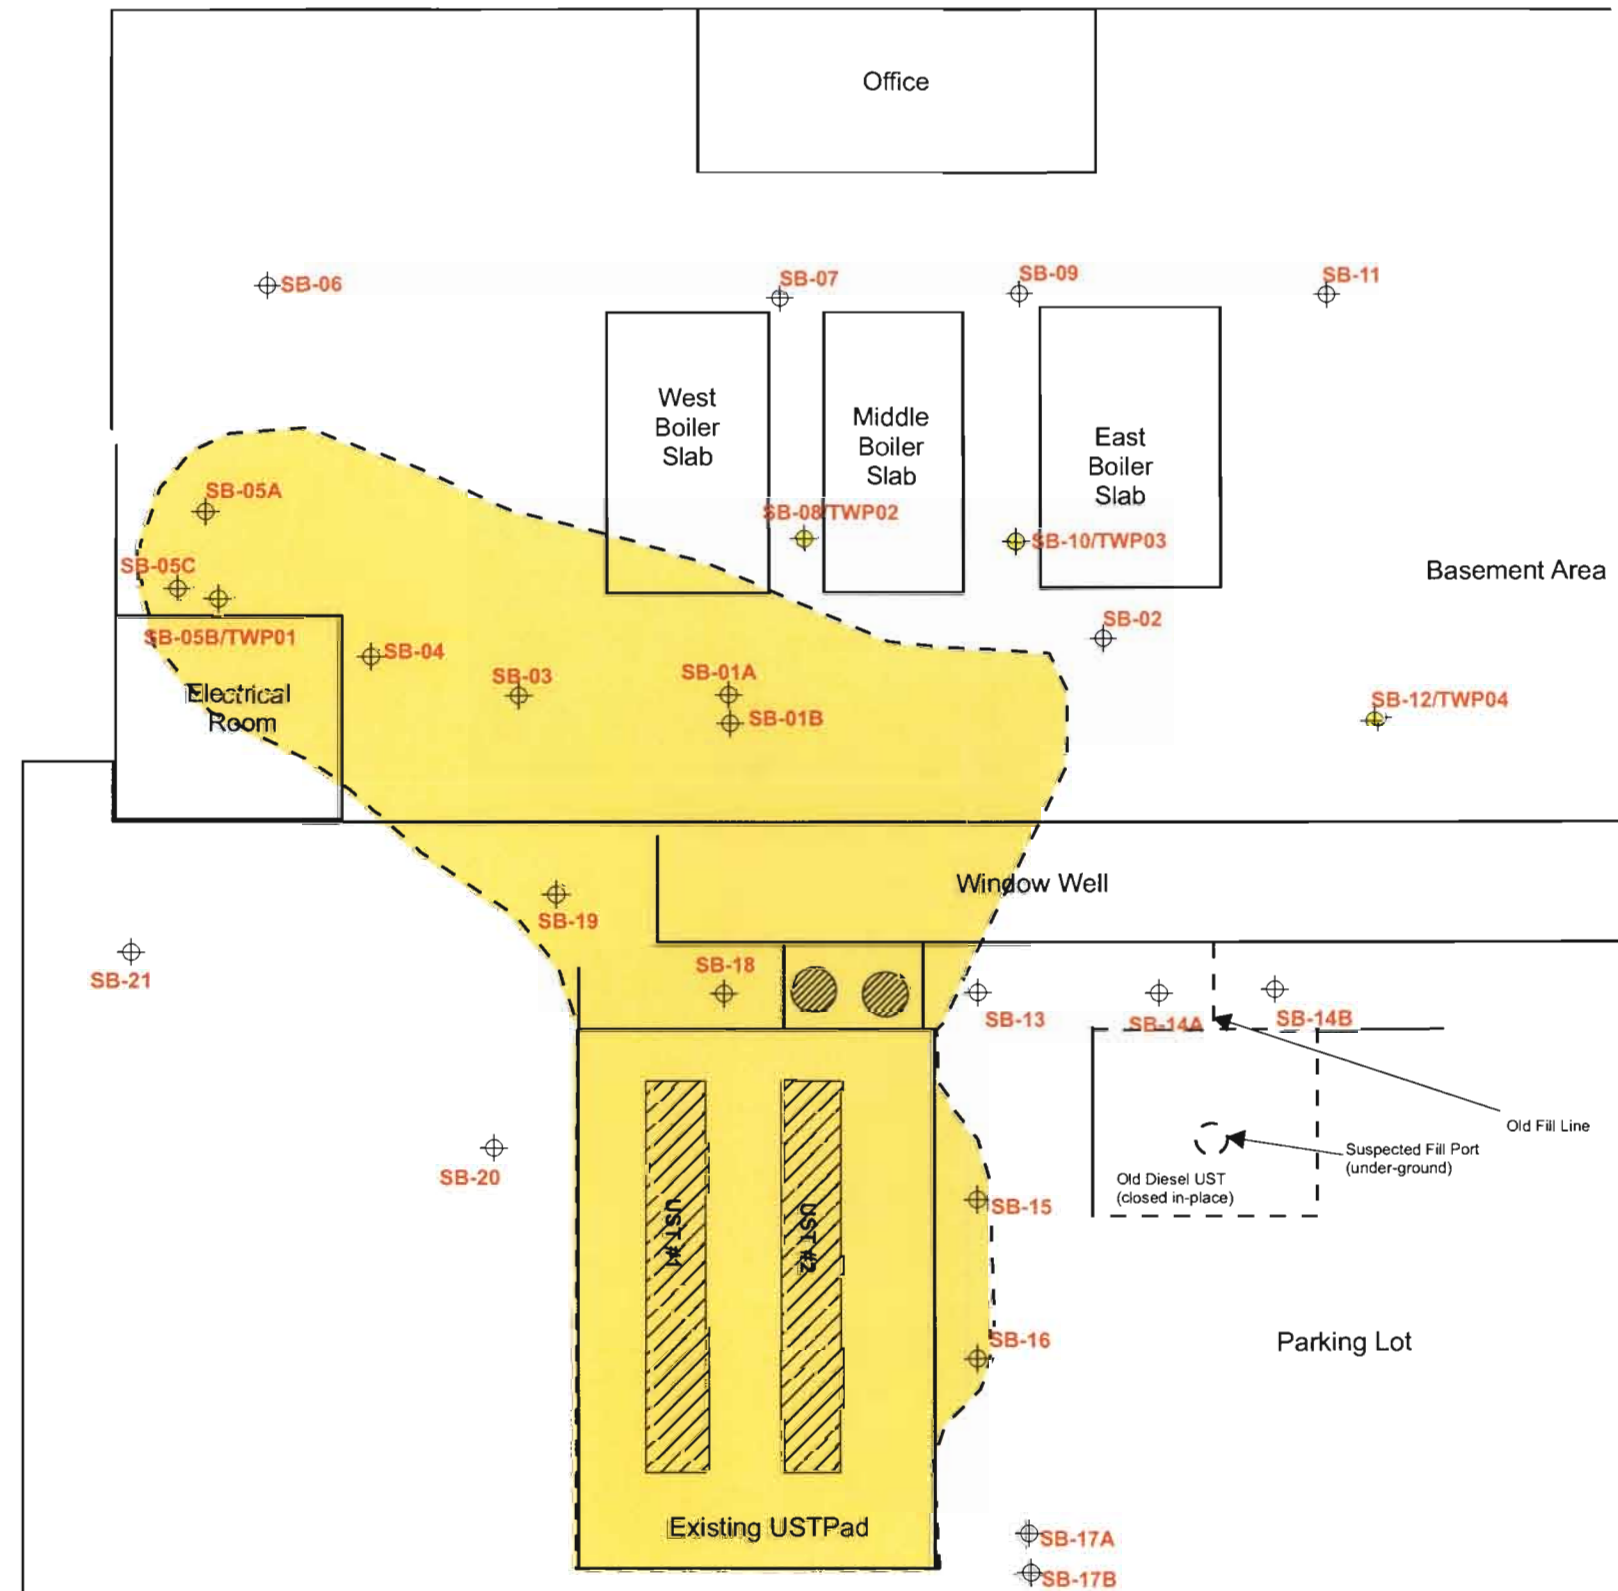 Office
SB-06
SB-07
SB-09
SB-11
West
Boiler
Slab
Middle
Boiler
Slab
East
Boiler
Slab
SB-05A
SB-08/TWP02
SB-10/TWP03
Basement Area
SB-05C
SB-05B/TWP01
SB-04
SB-02
SB-03
SB-01A
SB-01B
SB-12/TWP04
Electrical
Room
Window Well
SB-19
SB-21
SB-18
SB-13
SB-14A
SB-14B
Old Fill Line
Suspected Fill Port
(under-ground)
Old Diesel UST
(closed in-place)
SB-20
SB-15
UST #1
UST #2
SB-16
Parking Lot
Existing USTPad
SB-17A
SB-17B